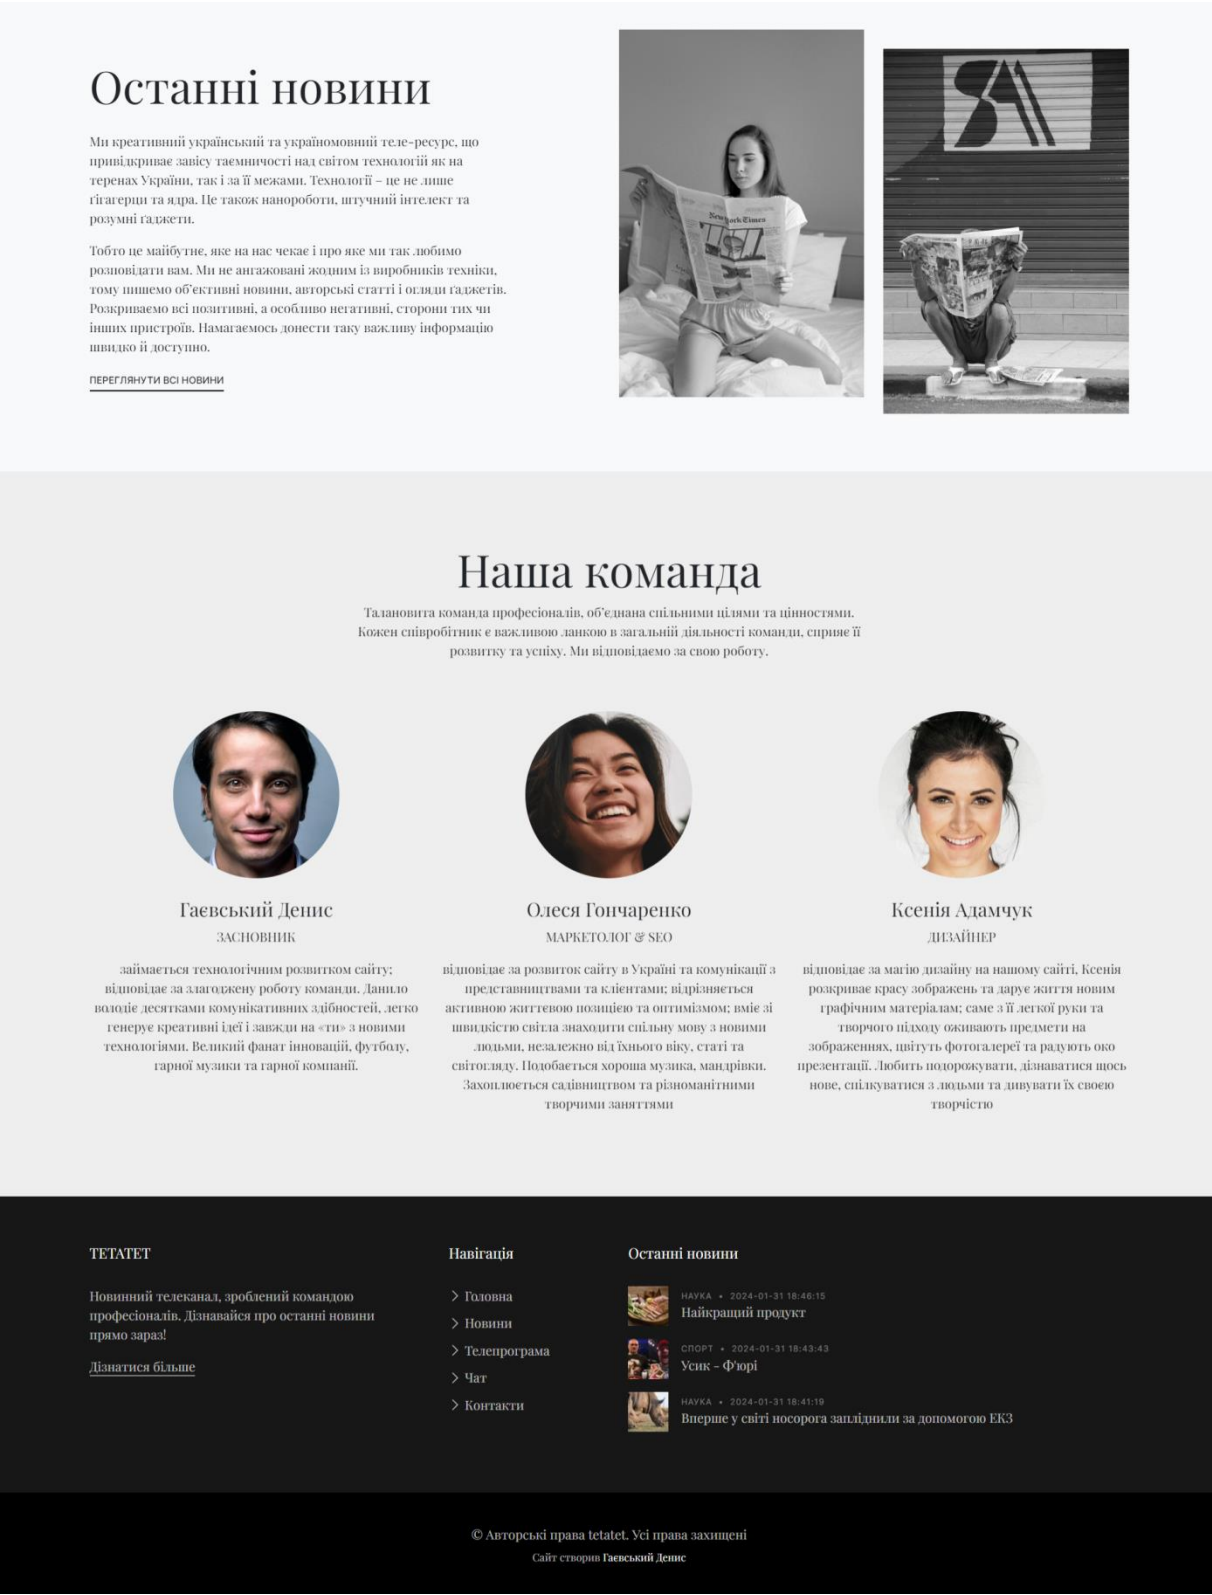 Останні новини
Ми креативний український та україномовний теле-ресурс, що
привідкриває завісу таємничості над світом технологій як на
теренах України, так і за її межами. Технології – це не лише
ґігагерци та ядра. Це також нанороботи, штучний інтелект та
розумні ґаджети.
Тобто це майбутнє, яке на нас чекає і про яке ми так любимо
розповідати вам. Ми не ангажовані жодним із виробників техніки,
тому пишемо об’єктивні новини, авторські статті і огляди ґаджетів.
Розкриваємо всі позитивні, а особливо негативні, сторони тих чи
інших пристроїв. Намагаємось донести таку важливу інформацію
швидко й доступно.
ПЕРЕГЛЯНУТИ ВСІ НОВИНИ
New York Times
Наша команда
Талановита команда професіоналів, об’єднана спільними цілями та цінностями.
Кожен співробітник є важливою ланкою в загальній діяльності команди, сприяє її
розвитку та успіху. Ми відповідаємо за свою роботу.
Гаєвський Денис
ЗАСНОВНИК
займається технологічним розвитком сайту;
відповідає за злагоджену роботу команди. Данило
володіє десятками комунікативних здібностей, легко
генерує креативні ідеї і завжди на «ти» з новими
технологіями. Великий фанат інновацій, футболу,
гарної музики та гарної компанії.
Олеся Гончаренко
МАРКЕТОЛОГ & SEO
відповідає за розвиток сайту в Україні та комунікації з
представництвами та клієнтами; відрізняється
активною життєвою позицією та оптимізмом; вміє зі
швидкістю світла знаходити спільну мову з новими
людьми, незалежно від їхнього віку, статі та
світогляду. Подобається хороша музика, мандрівки.
Захоплюється садівництвом та різноманітними
творчими заняттями
Ксенія Адамчук
ДИЗАЙНЕР
відповідає за магію дизайну на нашому сайті, Ксенія
розкриває красу зображень та дарує життя новим
графічним матеріалам; саме з її легкої руки та
творчого підходу оживають предмети на
зображеннях, цвітуть фотогалереї та радують око
презентації. Любить подорожувати, дізнаватися щось
нове, спілкуватися з людьми та дивувати їх своєю
творчістю
TETATET
Новинний телеканал, зроблений командою
професіоналів. Дізнавайся про останні новини
прямо зараз!
Дізнатися більше
Навігація
Головна
Новини
Телепрограма
Чат
Контакти
Останні новини
НАУКА • 2024-01-31 18:46:15
Найкращий продукт
СПОРТ • 2024-01-31 18:43:43
Усик - Ф'юрі
НАУКА • 2024-01-31 18:41:19
Вперше у світі носорога запліднили за допомогою ЕКЗ
© Авторські права tetatet. Усі права захищені
Сайт створив Гаєвський Денис